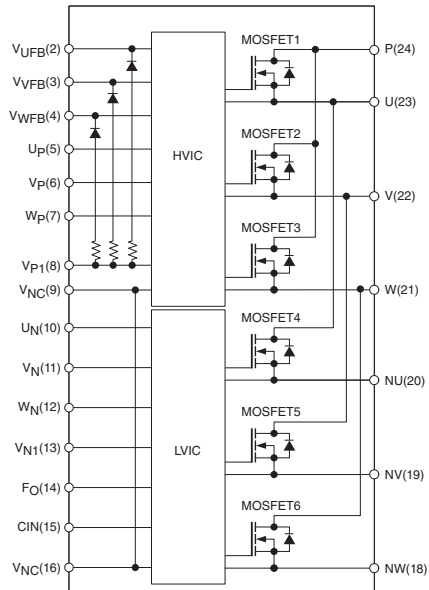 VUFB(2)
VVFB(3)
VWFB(4)
UP(5)
VP(6)
WP(7)
VP1(8)
VNC(9)
UN(10)
VN(11)
WN(12)
VN1(13)
FO(14)
CIN(15)
VNC(16)
HVIC
LVIC
MOSFET1
MOSFET2
MOSFET3
MOSFET4
MOSFET5
MOSFET6
P(24)
U(23)
V(22)
W(21)
NU(20)
NV(19)
NW(18)